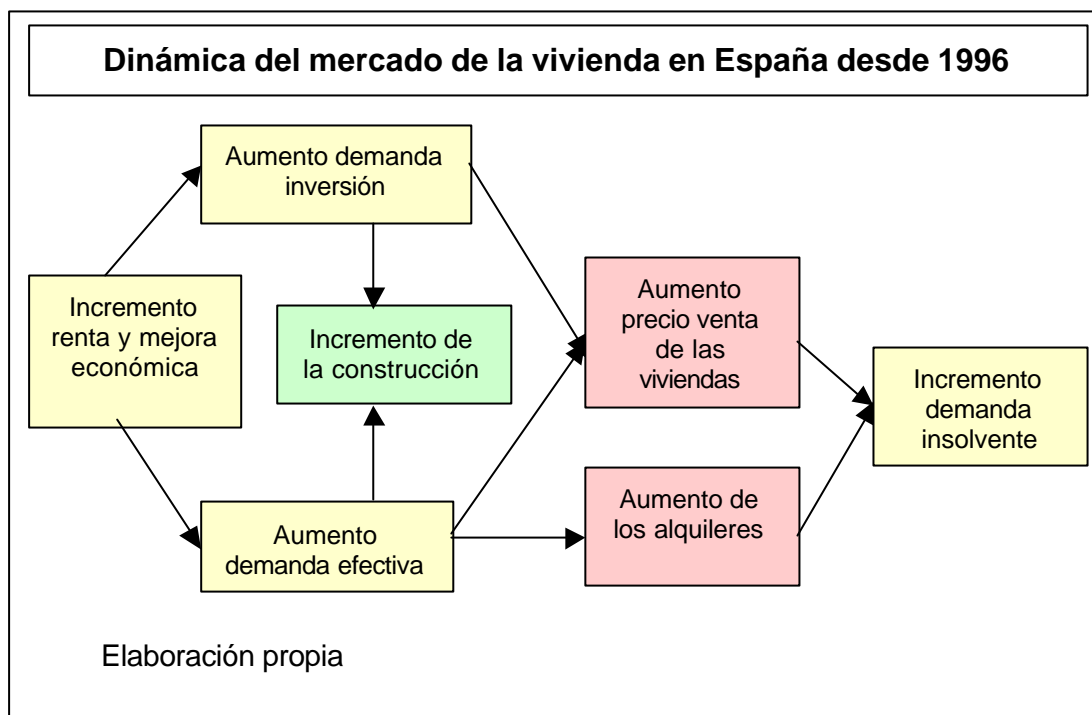 Dinámica del mercado de la vivienda en España desde 1996
Aumento demanda
inversión
Incremento
renta y mejora
económica
Incremento de
la construcción
Aumento
precio venta
de las
viviendas
Incremento
demanda
insolvente
Aumento
demanda efectiva
Aumento de
los alquileres
Elaboración propia